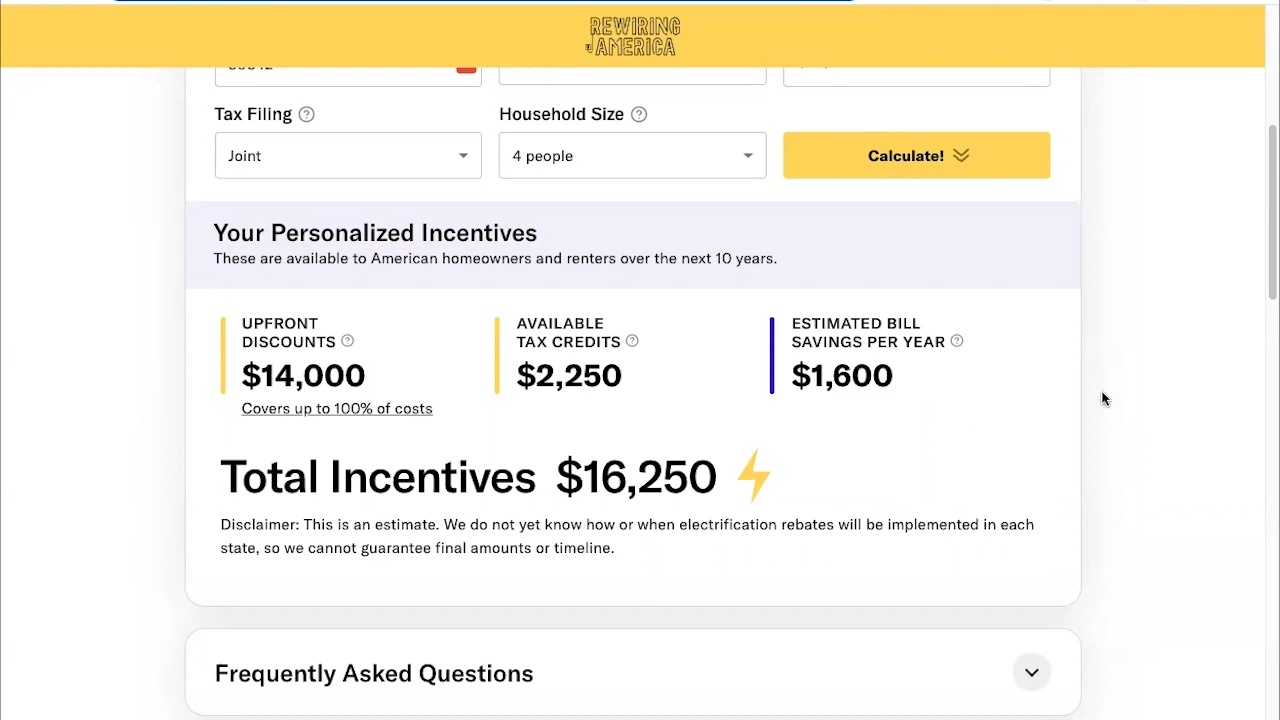 REWIRING
AMERICA
Tax Filing
Household Size
Joint
4 people
Calculate!
Your Personalized Incentives
These are available to American homeowners and renters over the next 10 years.
UPFRONT
DISCOUNTS
$14,000
Covers up to 100% of costs
AVAILABLE
TAX CREDITS
$2,250
ESTIMATED BILL
SAVINGS PER YEAR
$1,600
Total Incentives $16,250
Disclaimer: This is an estimate. We do not yet know how or when electrification rebates will be implemented in each
state, so we cannot guarantee final amounts or timeline.
Frequently Asked Questions